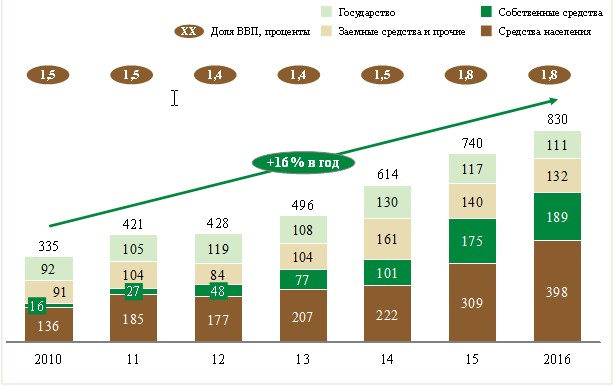 Государство
Собственные средства
XX Доля ВВП, проценты
Заемные средства и прочие
Средства населения
1,5 1,5 1,4 1,4 1,5 1,8 1,8
830
+16% в год
740
614
496
421 428
335
92 105 119 108 130 117 111
91 104 84 104 161 140 132
16 27 48 77 101 175 189
136 185 177 207 222 309 398
2010 11 12 13 14 15 2016